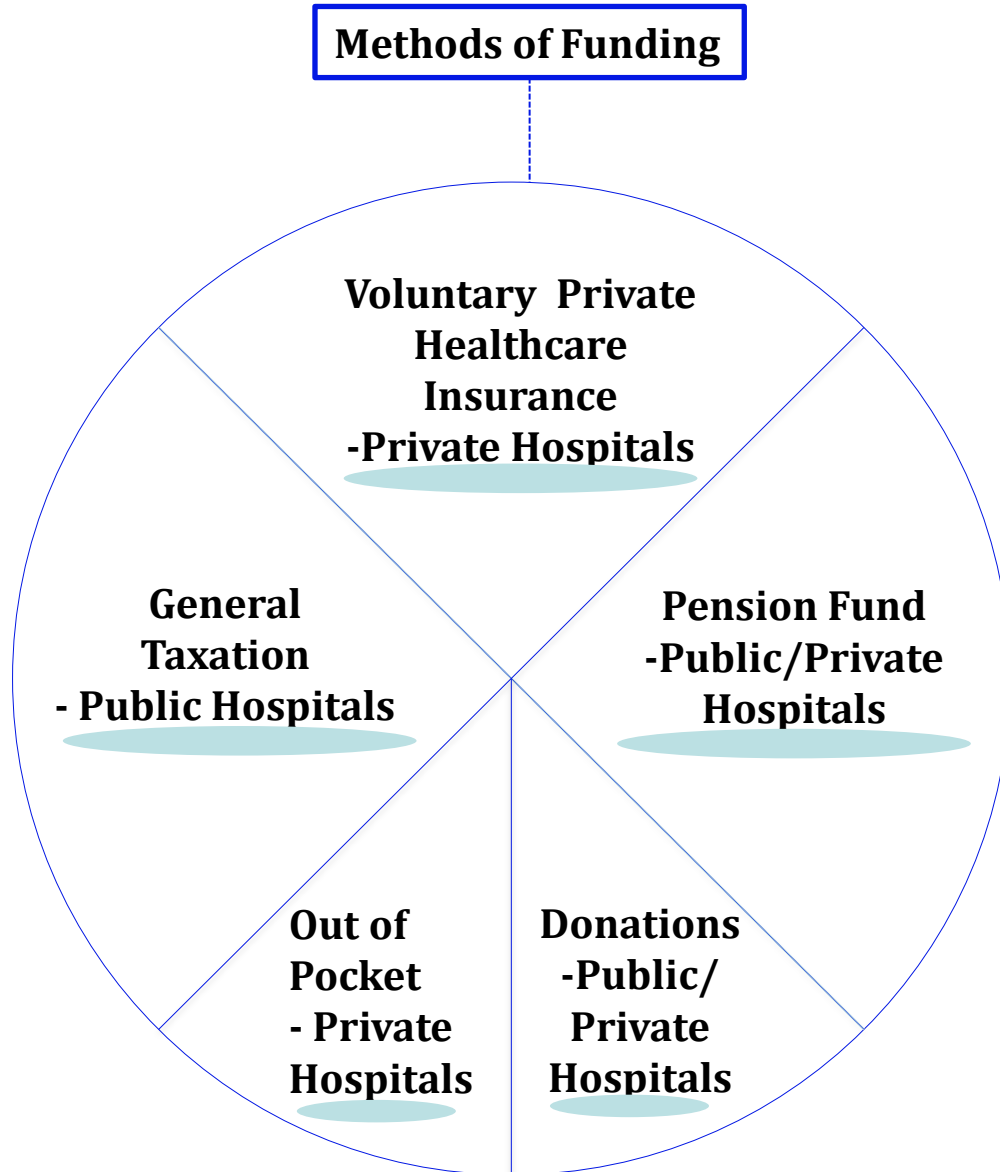 Methods of Funding
Voluntary Private
Healthcare
Insurance
-Private Hospitals
General
Taxation
- Public Hospitals
Pension Fund
-Public/Private
Hospitals
Out of
Pocket
- Private
Hospitals
Donations
-Public/
Private
Hospitals